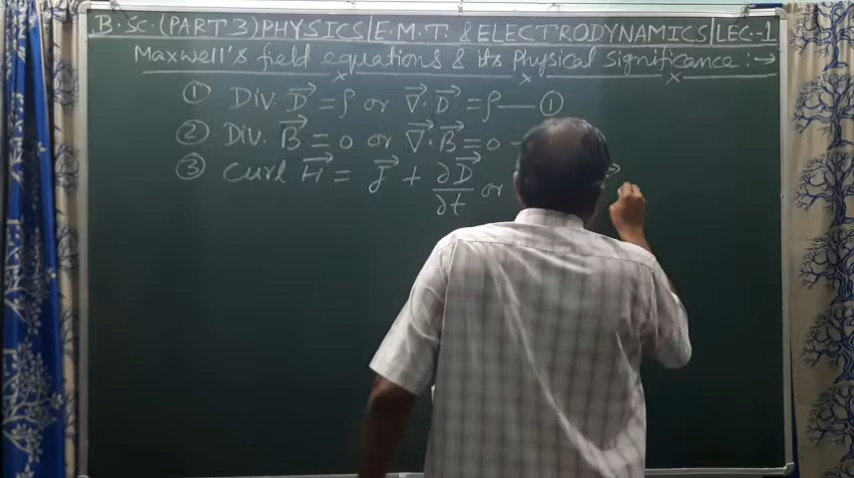 B.Sc.(PART 3)PHYSICS|E.M.T. & ELECTRODYNAMICS|LEC-1
Maxwell's field equations & its Physical Significance:→
① Div. D⃗ = ρ or ∇⃗·D⃗ = ρ — ①
② Div. B⃗ = 0 or ∇⃗·B⃗ = 0
③ Curl H⃗ = J⃗ + ∂D⃗/∂t or